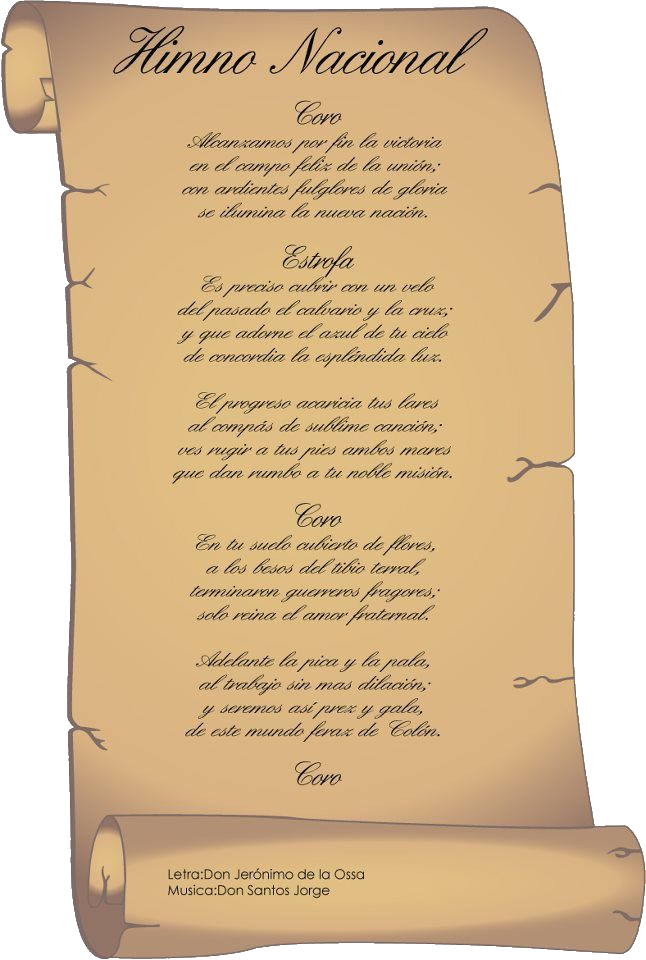 Himno Nacional
Coro
Alcanzamos por fin la victoria
en el campo feliz de la unión;
con ardientes fulglores de gloria
se ilumina la nueva nación.
Estrofa
Es preciso cubrir con un velo
del pasado el calvario y la cruz;
y que adorne el azul de tu cielo
de concordia la espléndida luz.
El progreso acaricia tus lares
al compás de sublime canción;
ves rugir a tus pies ambos mares
que dan rumbo a tu noble misión.
Coro
En tu suelo cubierto de flores,
a los besos del tibio terral,
terminaron guerreros fragores;
solo reina el amor fraternal.
Adelante la pica y la pala,
al trabajo sin mas dilación;
y seremos así prez y gala,
de este mundo feraz de Colón.
Coro
Letra:Don Jerónimo de la Ossa
Musica:Don Santos Jorge